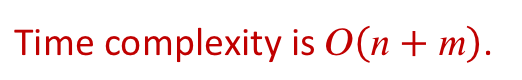 Time complexity is O(n + m).